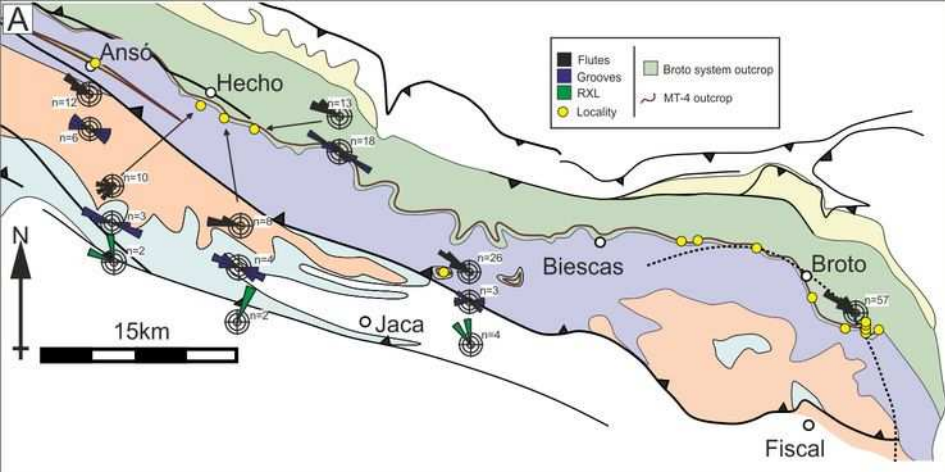 A
Ansó
Hecho
n=12
n=6
n=13
n=18
Flutes
Grooves
RXL
Locality
Broto system outcrop
MT-4 outcrop
n=10
n=3
n=2
n=8
n=4
n=2
n=26
n=3
n=4
n=57
N
15km
Jaca
Biescas
Broto
Fiscal